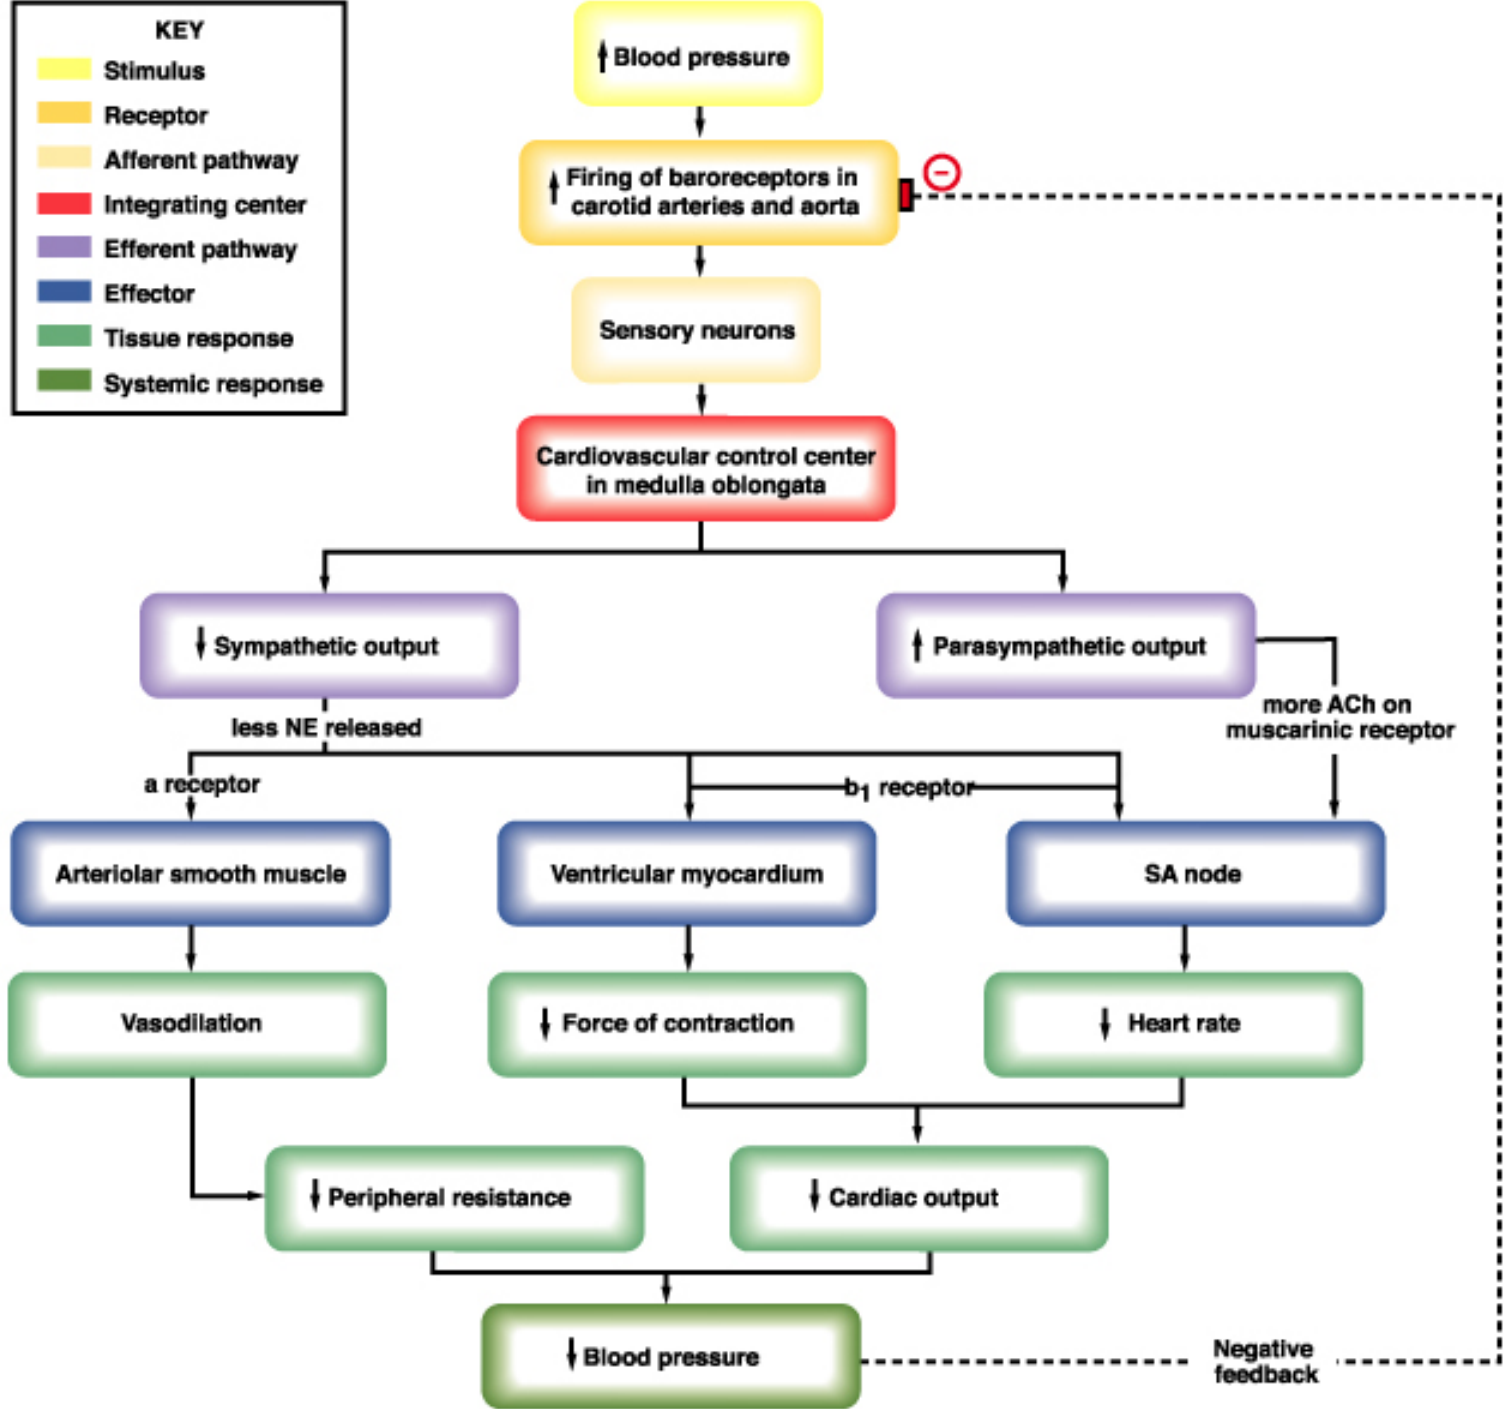 KEY
Stimulus
Receptor
Afferent pathway
Integrating center
Efferent pathway
Effector
Tissue response
Systemic response
↑ Blood pressure
↑ Firing of baroreceptors in
carotid arteries and aorta
−
Sensory neurons
Cardiovascular control center
in medulla oblongata
↓ Sympathetic output
↑ Parasympathetic output
less NE released
more ACh on
muscarinic receptor
a receptor
b₁ receptor
Arteriolar smooth muscle
Ventricular myocardium
SA node
Vasodilation
↓ Force of contraction
↓ Heart rate
↓ Peripheral resistance
↓ Cardiac output
↓ Blood pressure
Negative
feedback